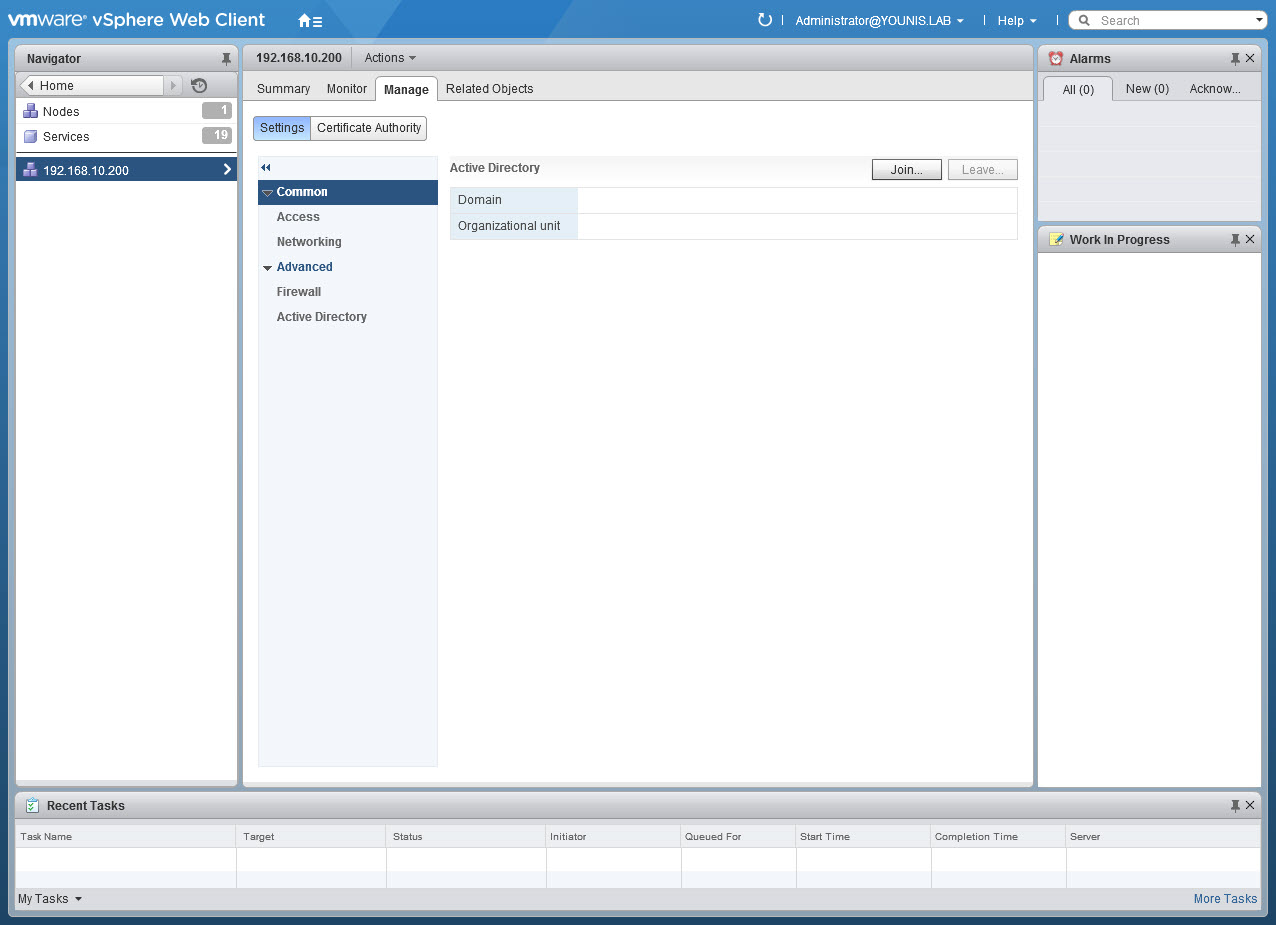 vmware® vSphere Web Client
Administrator@YOUNIS.LAB
Help
Search
Navigator
Home
Nodes 1
Services 19
192.168.10.200
192.168.10.200 Actions
Summary Monitor Manage Related Objects
Settings Certificate Authority
Common
Access
Networking
Advanced
Firewall
Active Directory
Active Directory Join... Leave...
Domain
Organizational unit
Alarms
All (0) New (0) Acknow...
Work In Progress
Recent Tasks
Task Name Target Status Initiator Queued For Start Time Completion Time Server
My Tasks More Tasks